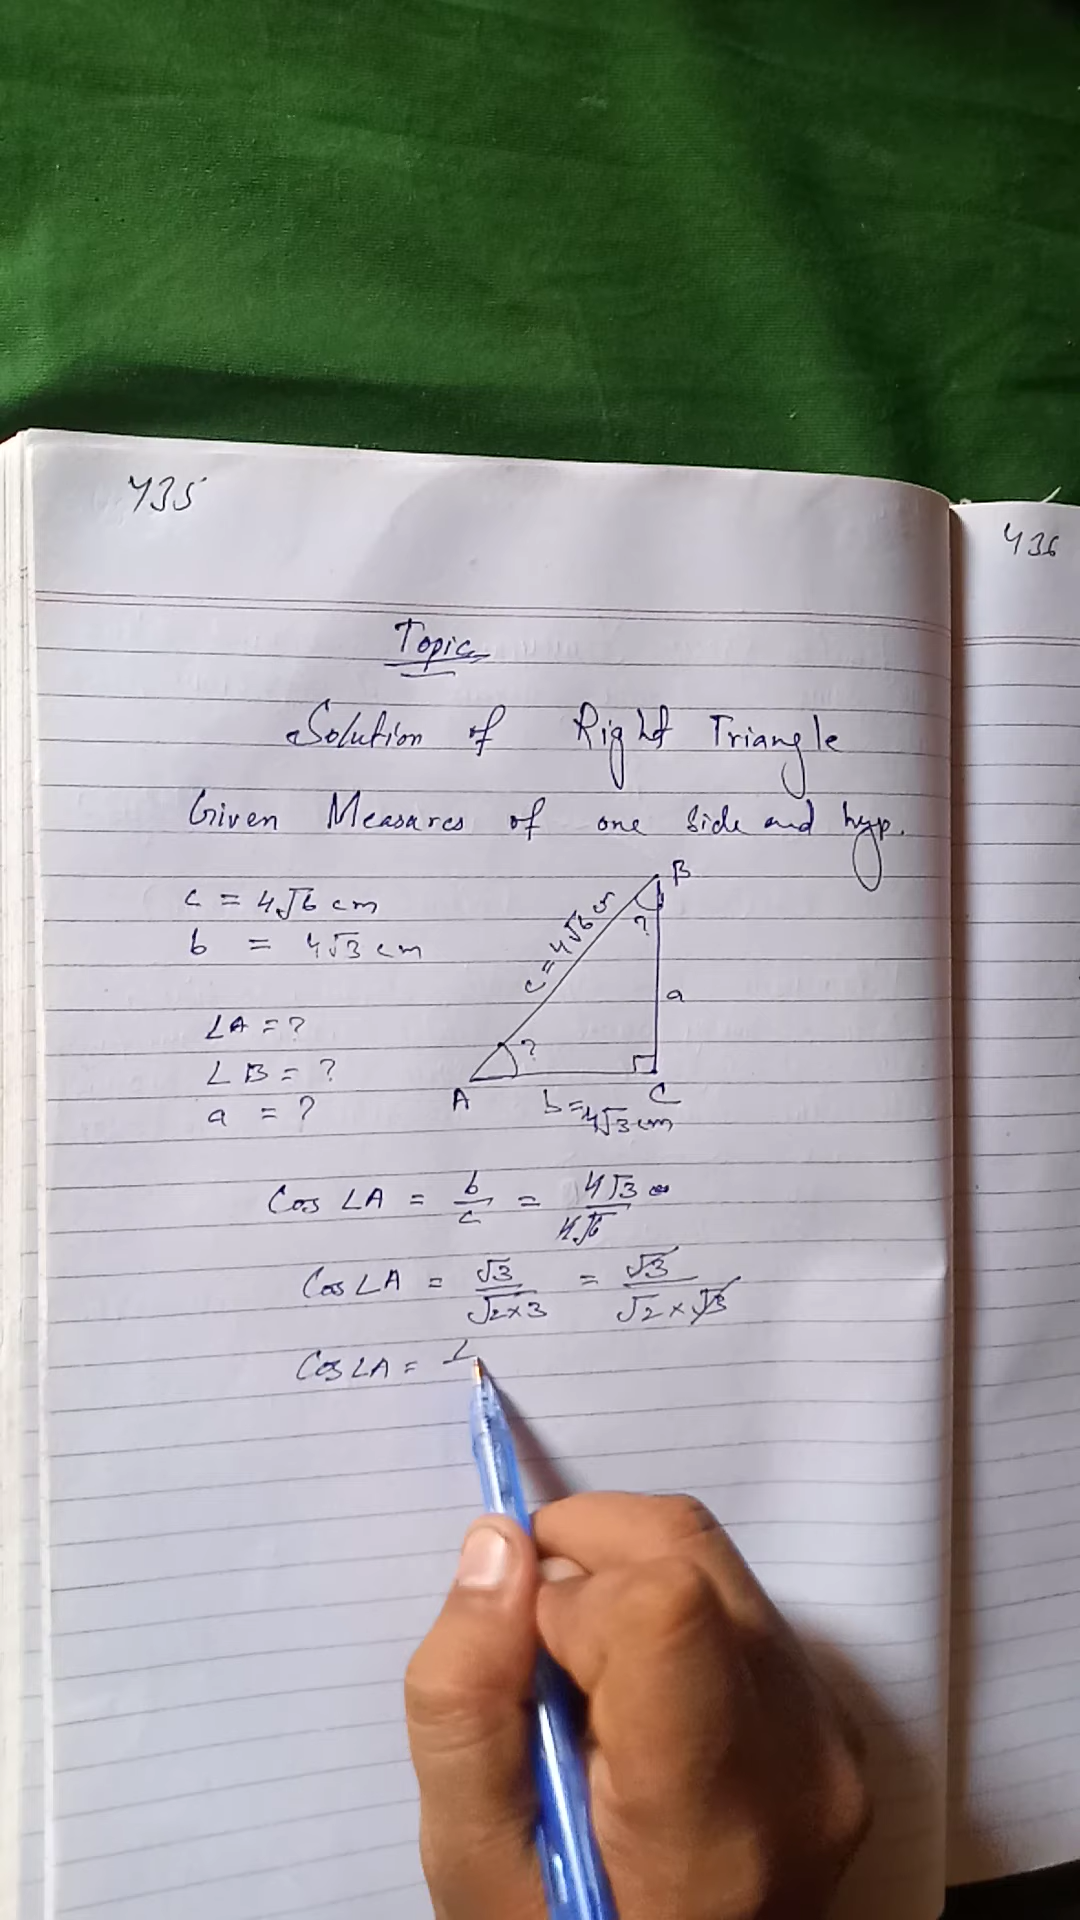 435
436
Topic
Solution of Right Triangle
Given Measures of one Side and hyp.
c = 4√6 cm
b = 4√3 cm
∠A = ?
∠B = ?
a = ?
B
?
c = 4√6 cm
a
?
A
C
b = 4√3 cm
Cos ∠A = b/c = 4√3/4√6
Cos ∠A = √3/√2×3 = √3/√2×√3
Cos ∠A = 1